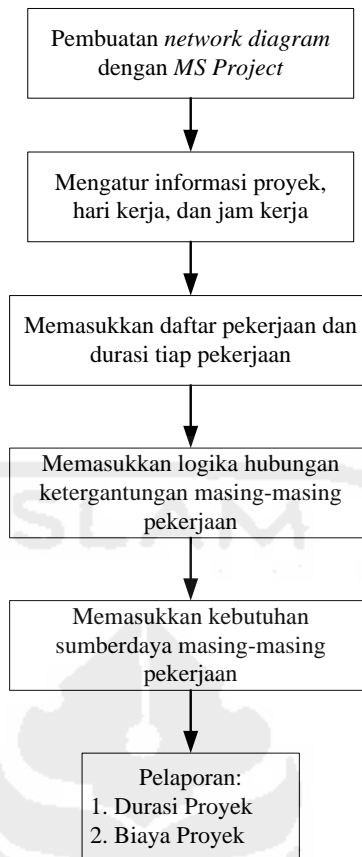 Pembuatan network diagram
dengan MS Project
Mengatur informasi proyek,
hari kerja, dan jam kerja
Memasukkan daftar pekerjaan dan
durasi tiap pekerjaan
Memasukkan logika hubungan
ketergantungan masing-masing
pekerjaan
SLAM
Memasukkan kebutuhan
sumberdaya masing-masing
pekerjaan
Pelaporan:
1. Durasi Proyek
2. Biaya Proyek